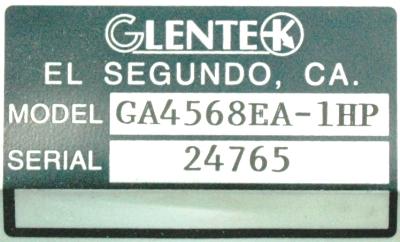 GLENTEK
EL SEGUNDO, CA.
MODEL GA4568EA-1HP
SERIAL 24765